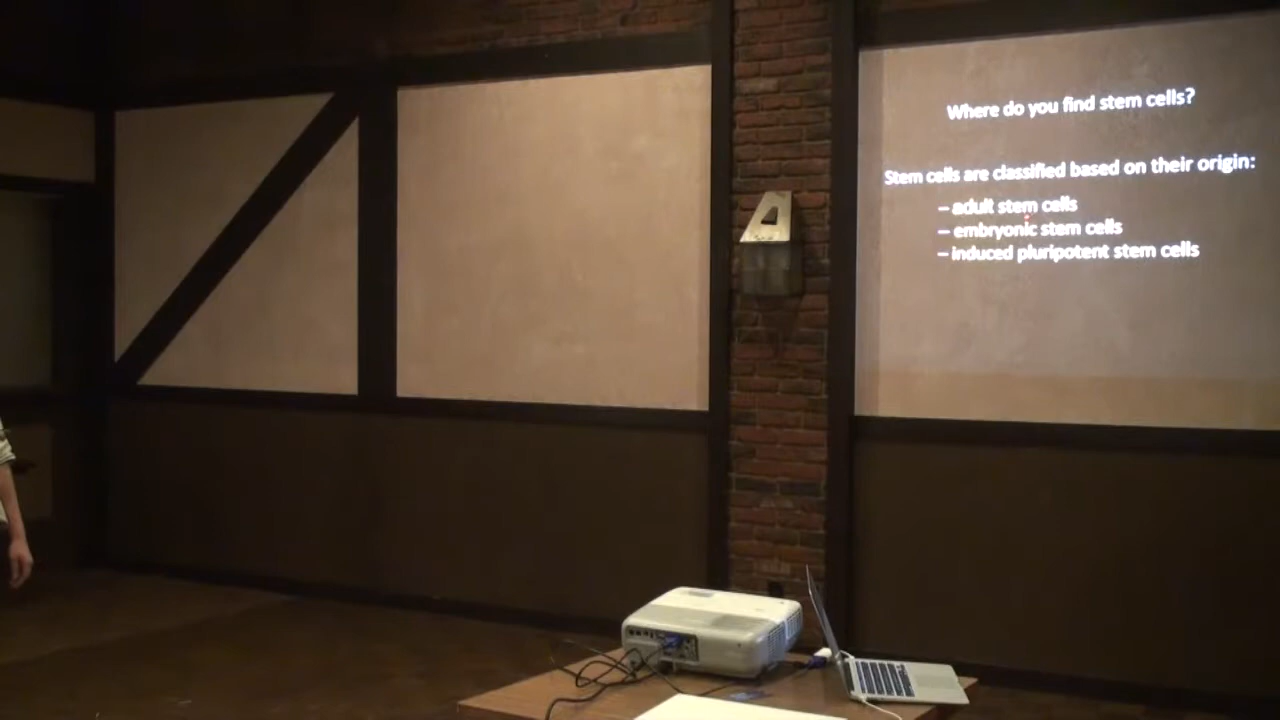 Where do you find stem cells?
Stem cells are classified based on their origin:
– adult stem cells
– embryonic stem cells
– induced pluripotent stem cells